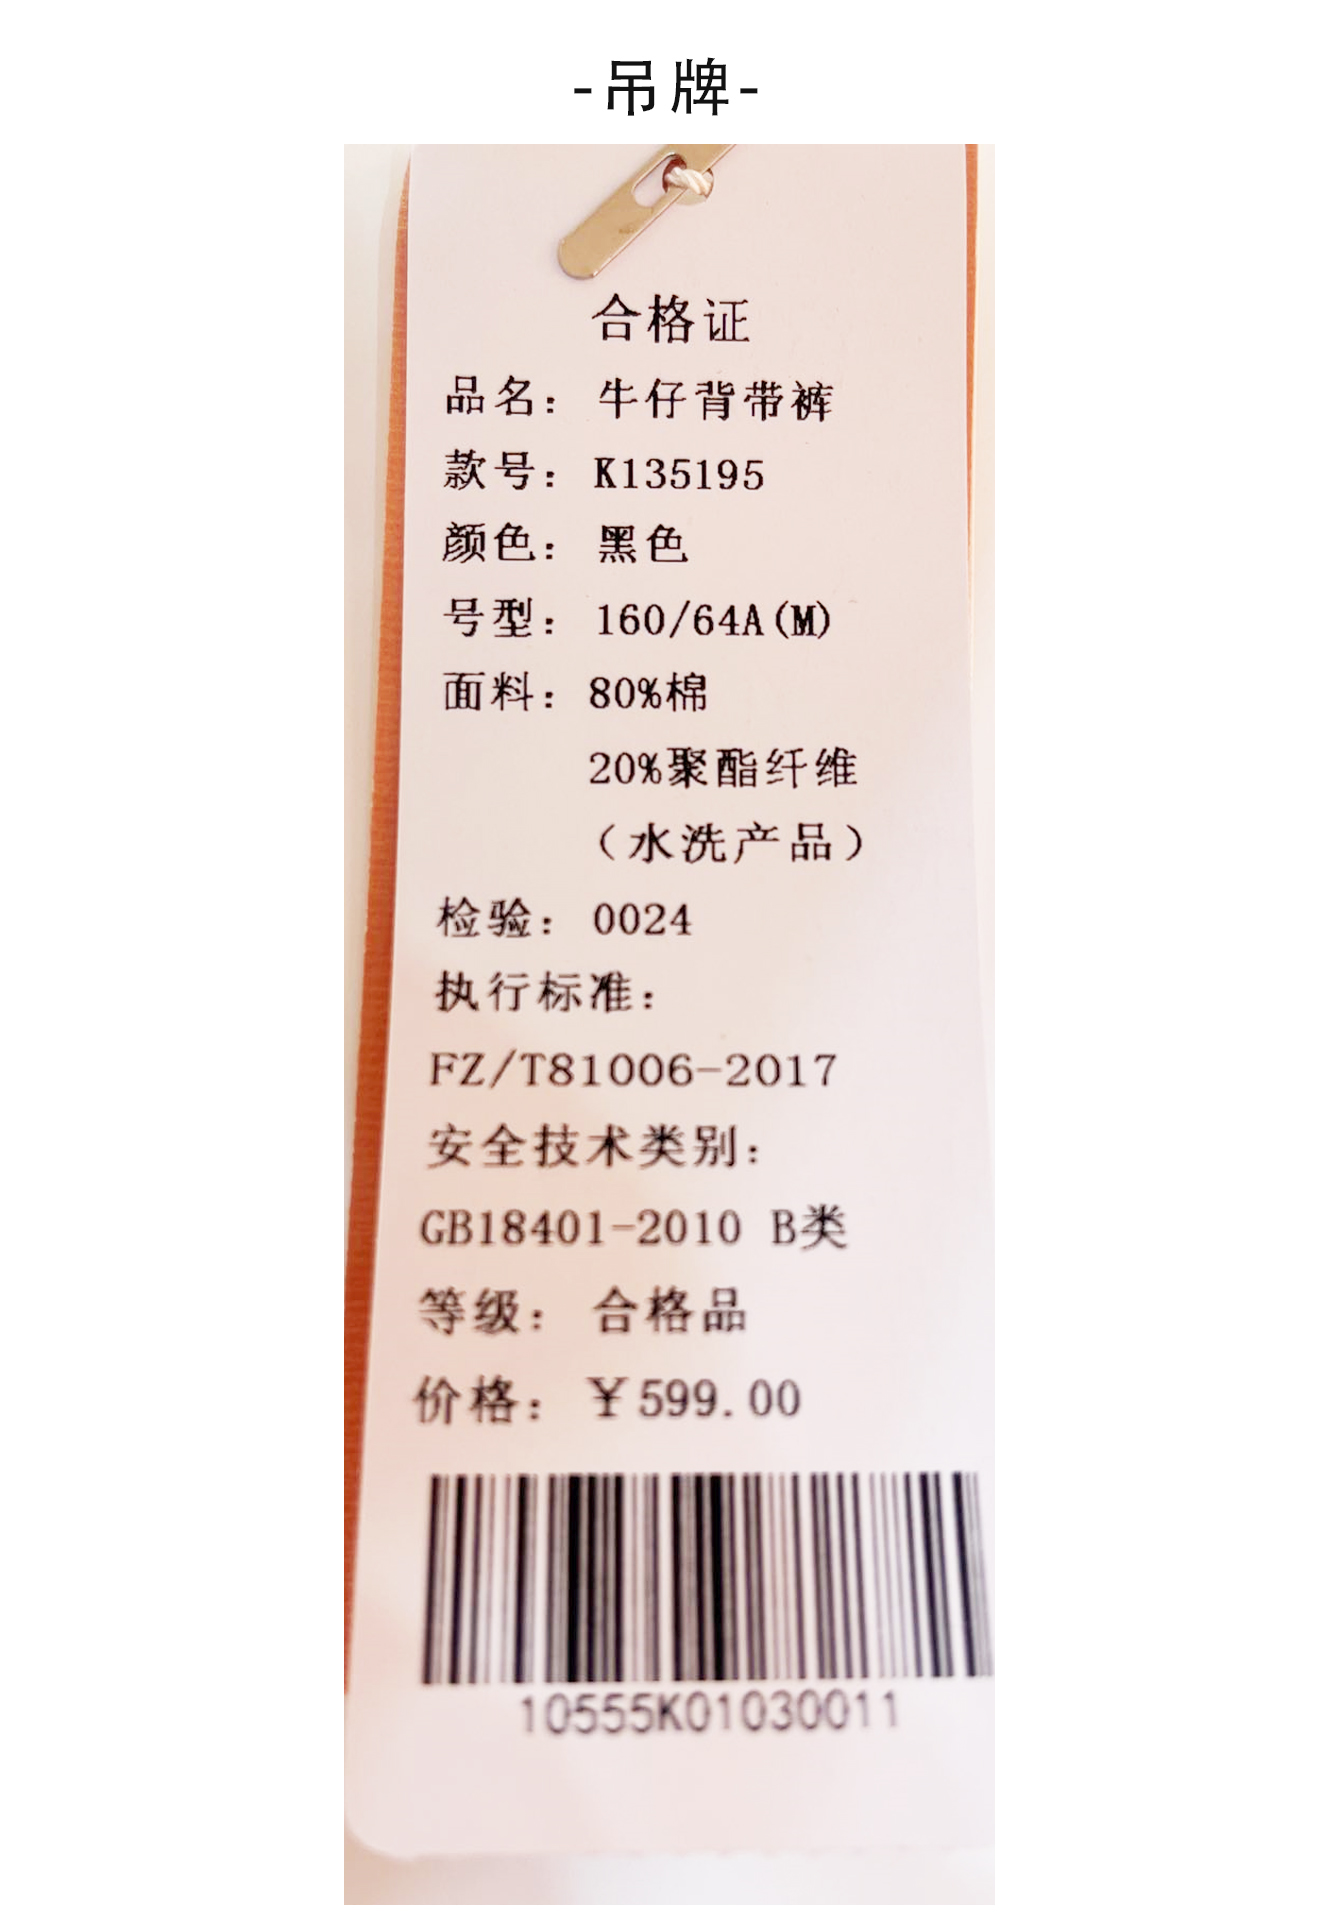 -吊牌-
合格证
品名：牛仔背带裤
款号：K135195
颜色：黑色
号型：160/64A(M)
面料：80%棉
20%聚酯纤维
（水洗产品）
检验：0024
执行标准：
FZ/T81006-2017
安全技术类别：
GB18401-2010 B类
等级：合格品
价格：￥599.00
10555K01030011